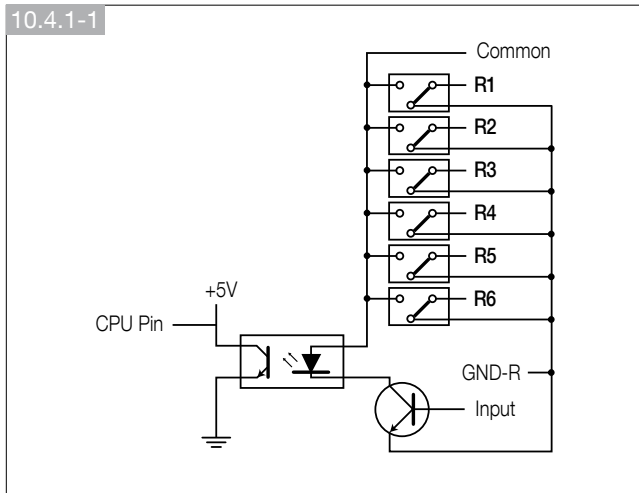 10.4.1-1
Common
R1
R2
R3
R4
R5
R6
+5V
CPU Pin
GND-R
Input